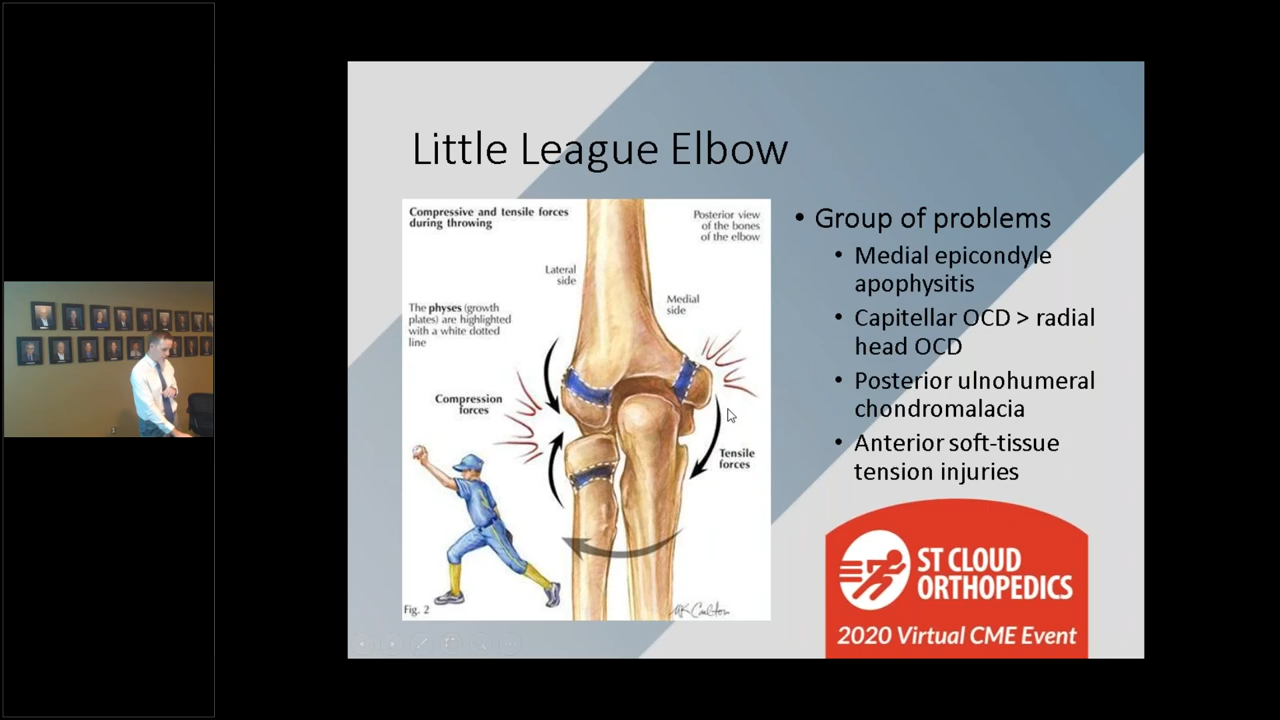 Little League Elbow
Compressive and tensile forces
during throwing
Posterior view
of the bones
of the elbow
Lateral
side
Medial
side
The physes (growth
plates) are highlighted
with a white dotted
line
Compression
forces
Tensile
forces
Fig. 2
• Group of problems
• Medial epicondyle
apophysitis
• Capitellar OCD > radial
head OCD
• Posterior ulnohumeral
chondromalacia
• Anterior soft-tissue
tension injuries
ST CLOUD
ORTHOPEDICS
2020 Virtual CME Event